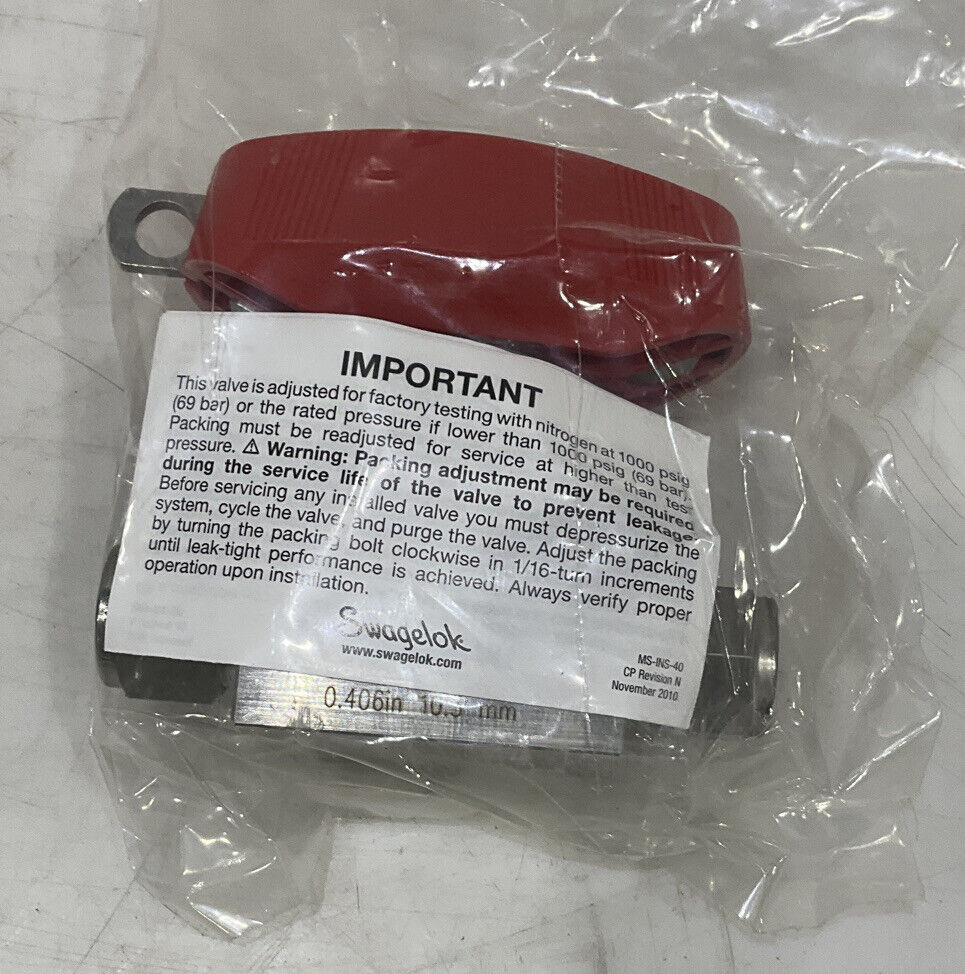 IMPORTANT
This valve is adjusted for factory testing with nitrogen at 1000 psig
(69 bar) or the rated pressure if lower than 1000 psig (69 bar).
Packing must be readjusted for service at higher than test
pressure. ⚠ Warning: Packing adjustment may be required
during the service life of the valve to prevent leakage.
Before servicing any installed valve you must depressurize the
system, cycle the valve, and purge the valve. Adjust the packing
by turning the packing bolt clockwise in 1/16-turn increments
until leak-tight performance is achieved. Always verify proper
operation upon installation.
Swagelok
www.swagelok.com
MS-INS-40
CP Revision N
November 2010
0.406in 10.3 mm